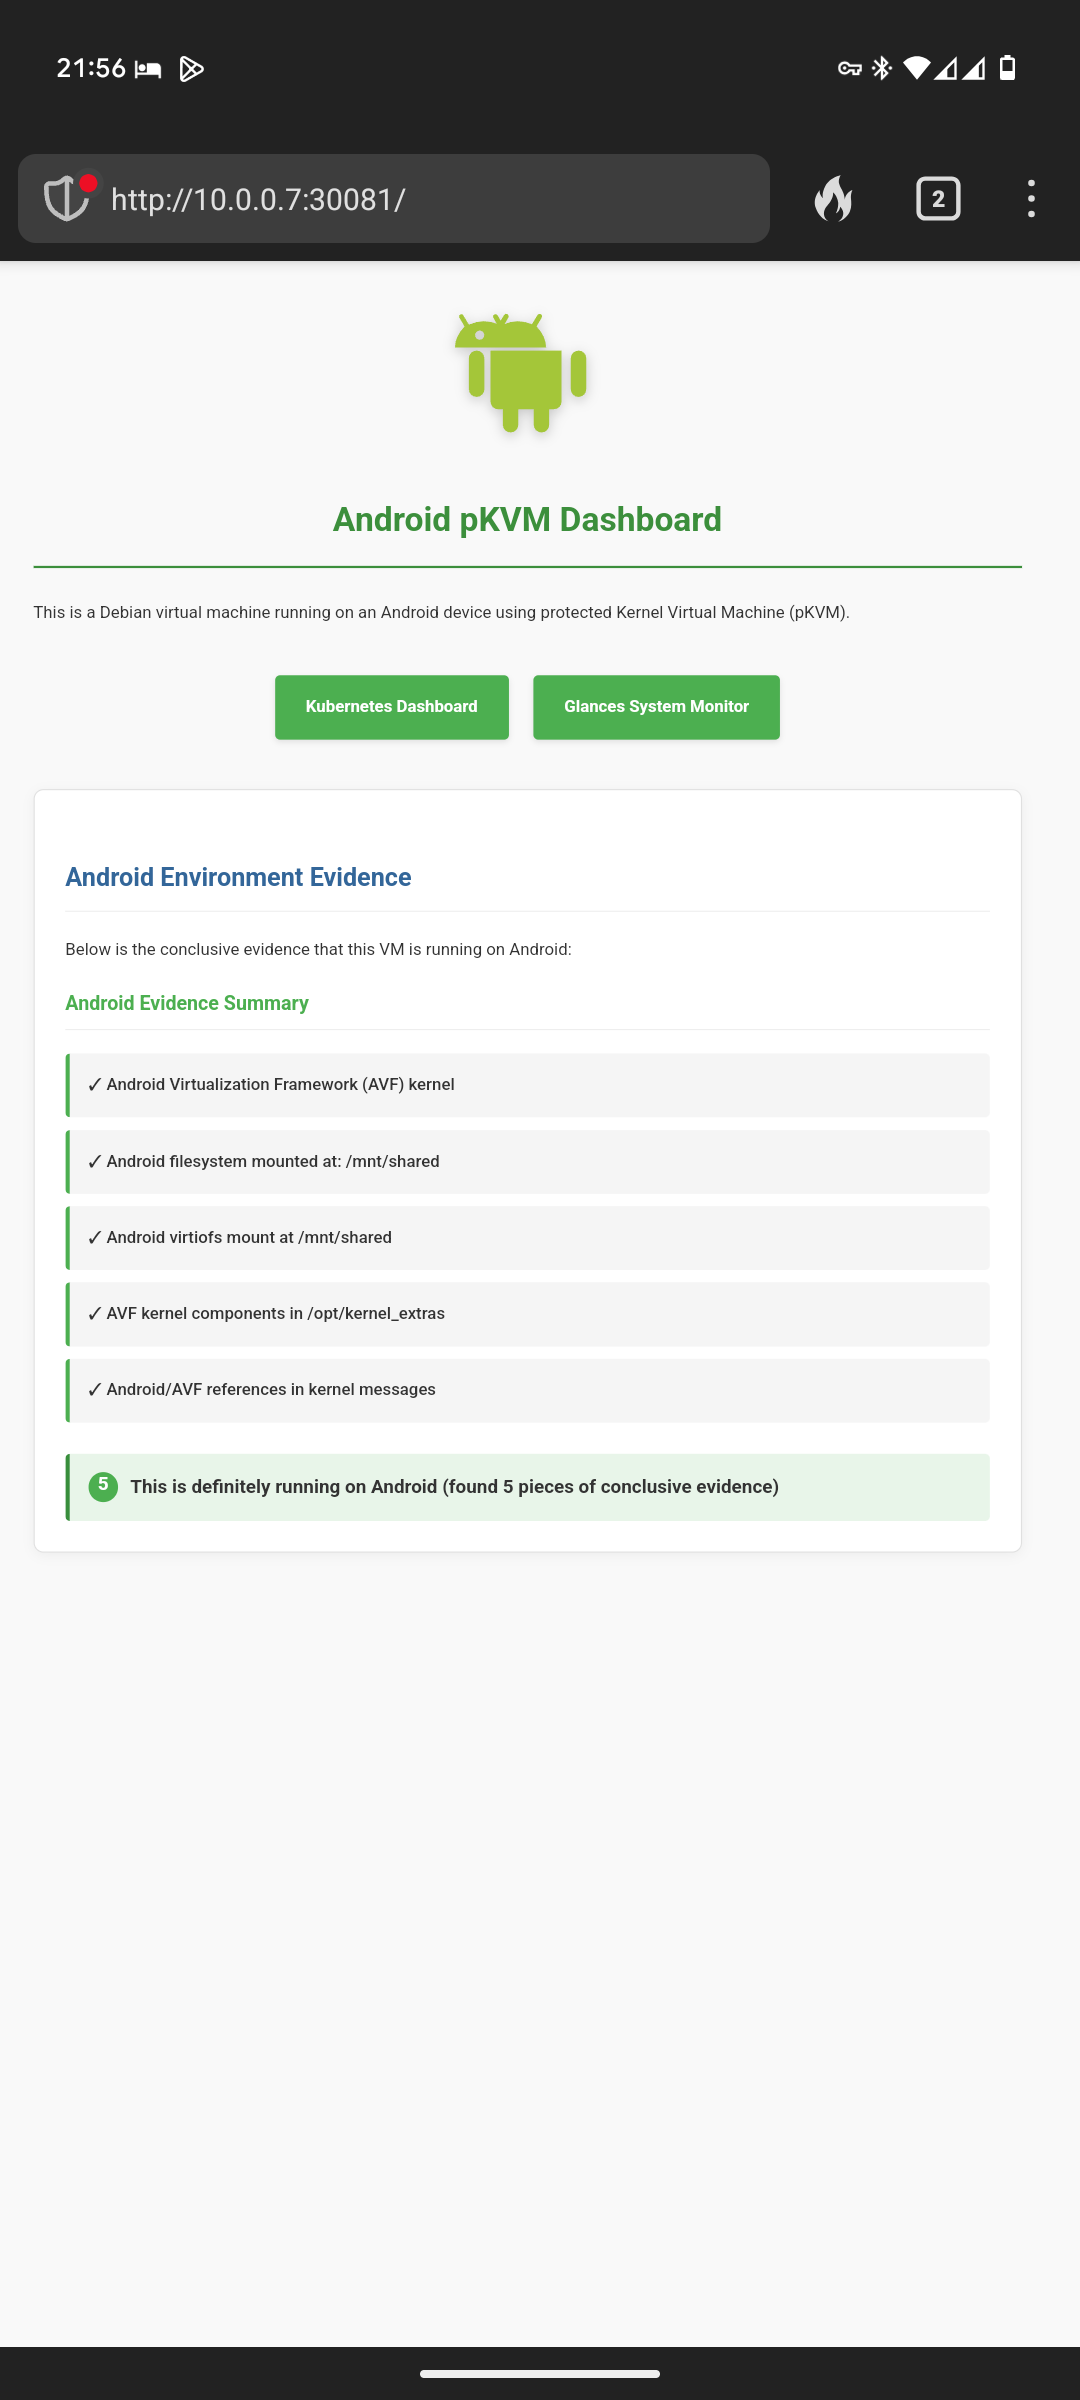 21:56
http://10.0.0.7:30081/
2
Android pKVM Dashboard
This is a Debian virtual machine running on an Android device using protected Kernel Virtual Machine (pKVM).
Kubernetes Dashboard
Glances System Monitor
Android Environment Evidence
Below is the conclusive evidence that this VM is running on Android:
Android Evidence Summary
✓ Android Virtualization Framework (AVF) kernel
✓ Android filesystem mounted at: /mnt/shared
✓ Android virtiofs mount at /mnt/shared
✓ AVF kernel components in /opt/kernel_extras
✓ Android/AVF references in kernel messages
5 This is definitely running on Android (found 5 pieces of conclusive evidence)